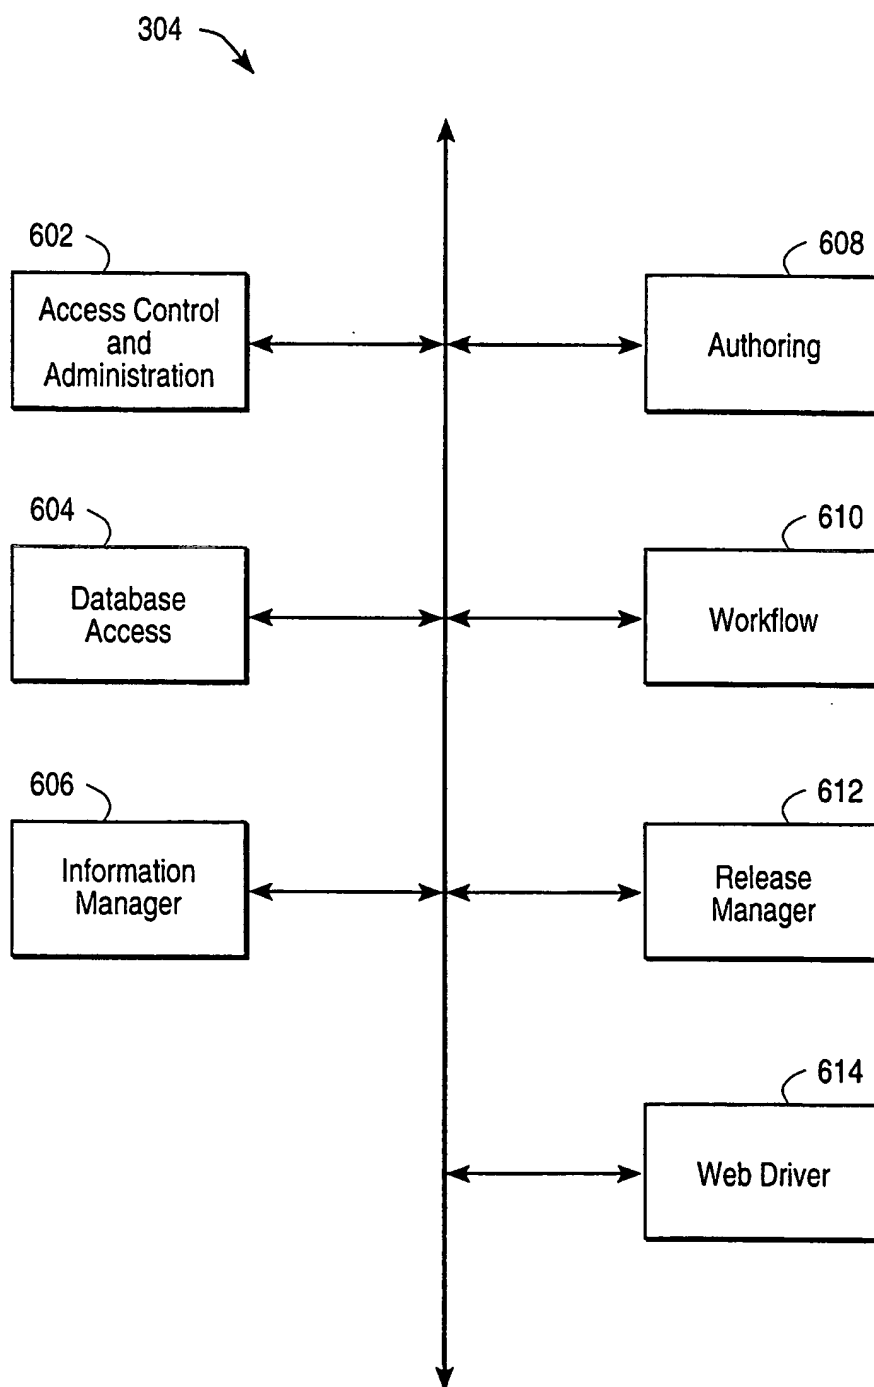 304
602
Access Control
and
Administration
608
Authoring
604
Database
Access
610
Workflow
606
Information
Manager
612
Release
Manager
614
Web Driver